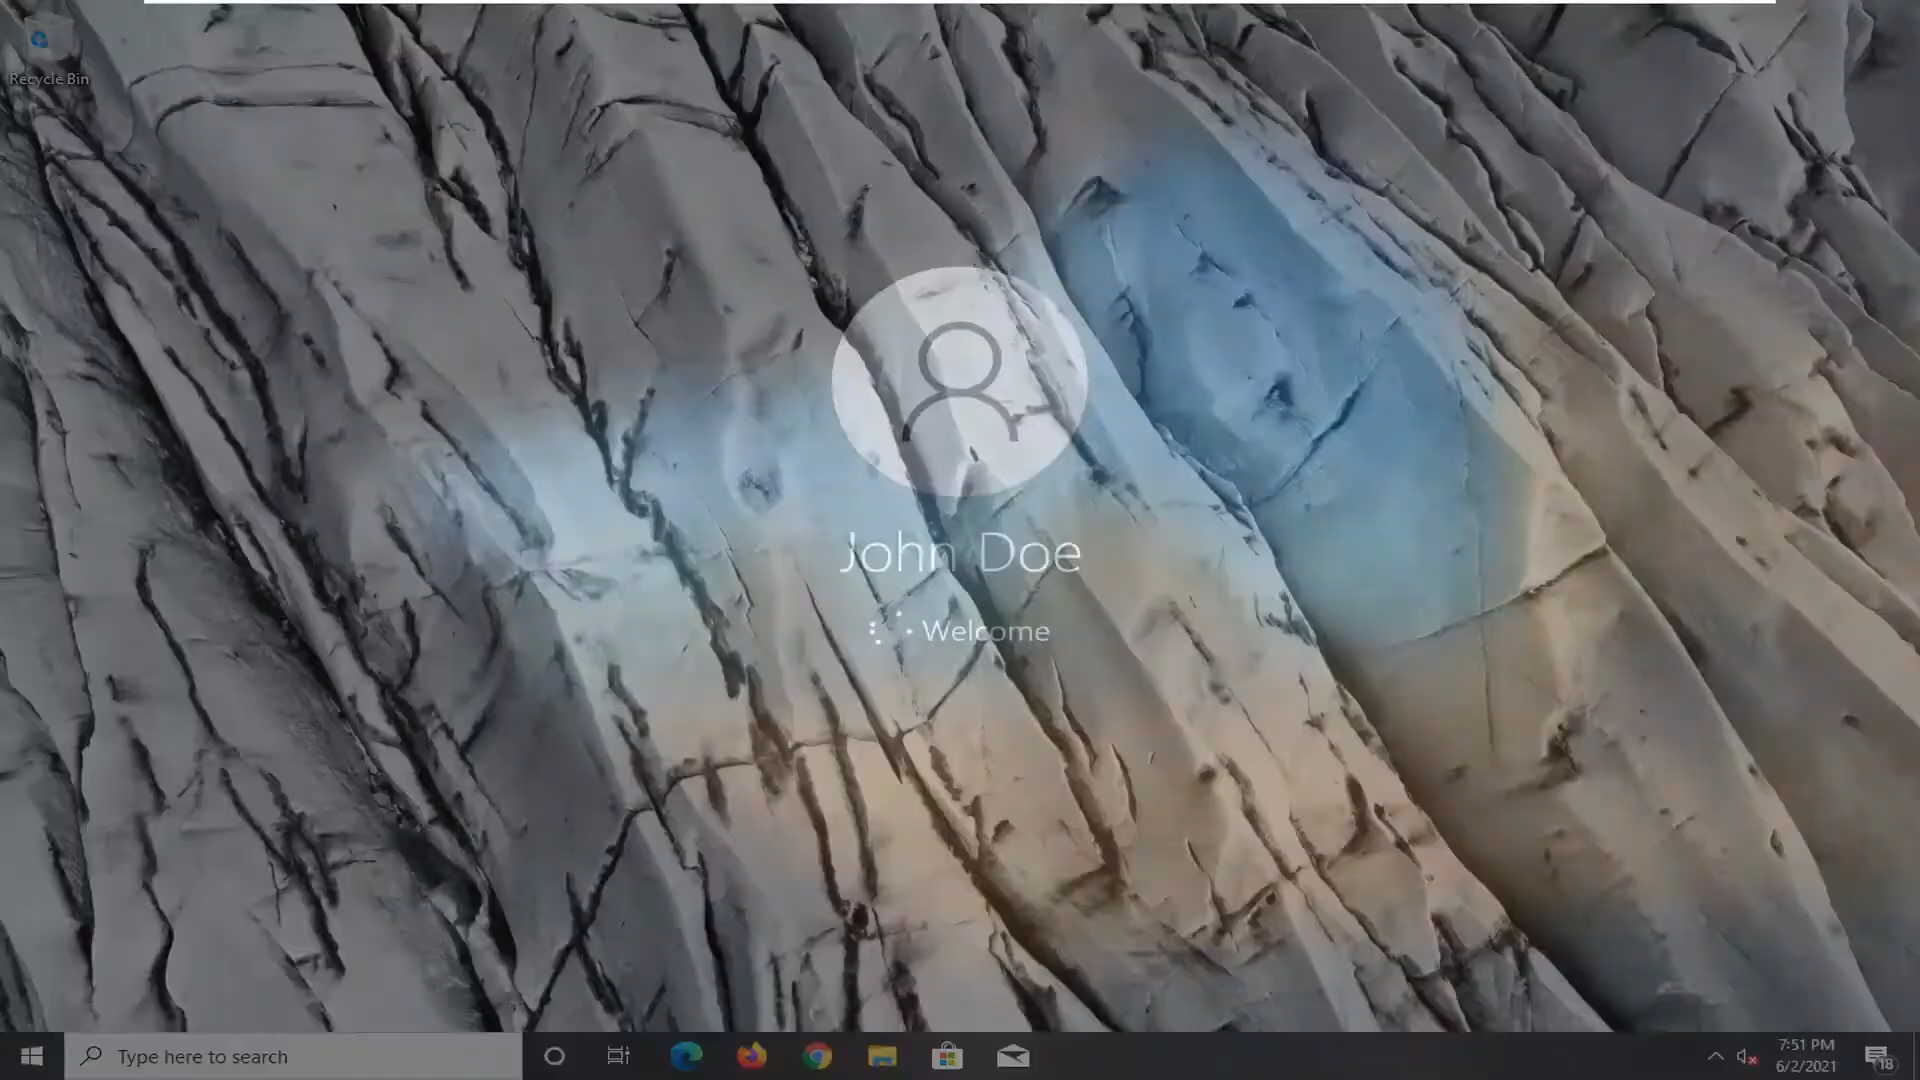 Recycle Bin
John Doe
Welcome
Type here to search
7:51 PM
6/2/2021
18